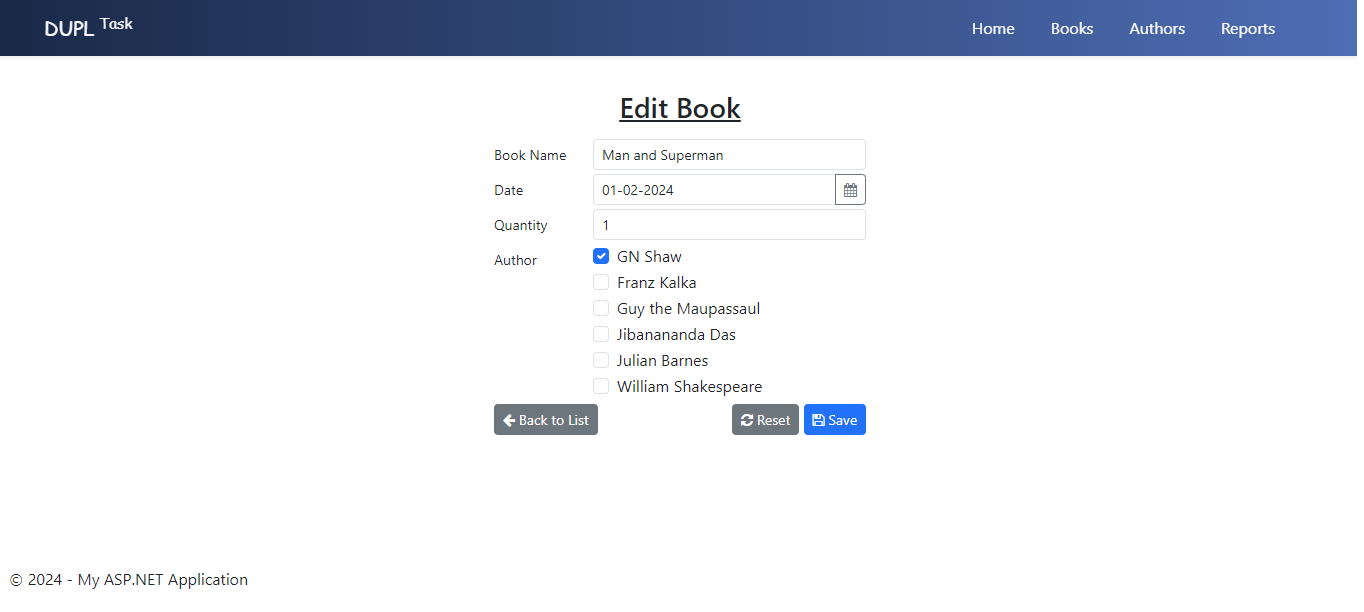 DUPL Task
Home Books Authors Reports
Edit Book
Book Name Man and Superman
Date 01-02-2024
Quantity 1
Author GN Shaw
Franz Kalka
Guy the Maupassaul
Jibanananda Das
Julian Barnes
William Shakespeare
Back to List Reset Save
© 2024 - My ASP.NET Application